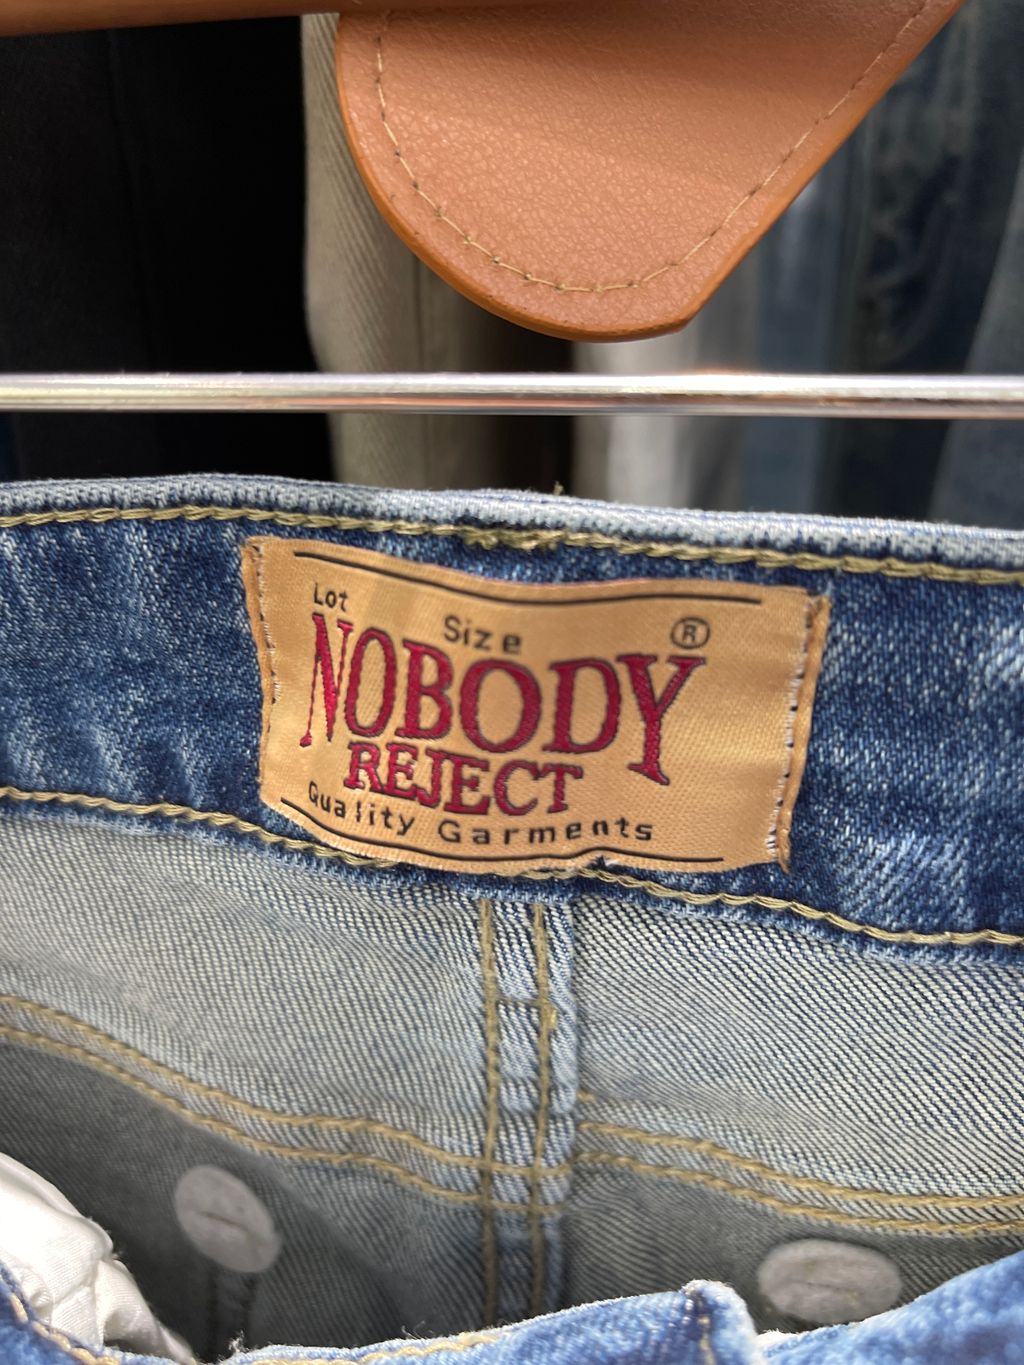 Lot
Size ®
NOBODY
REJECT
Quality Garments